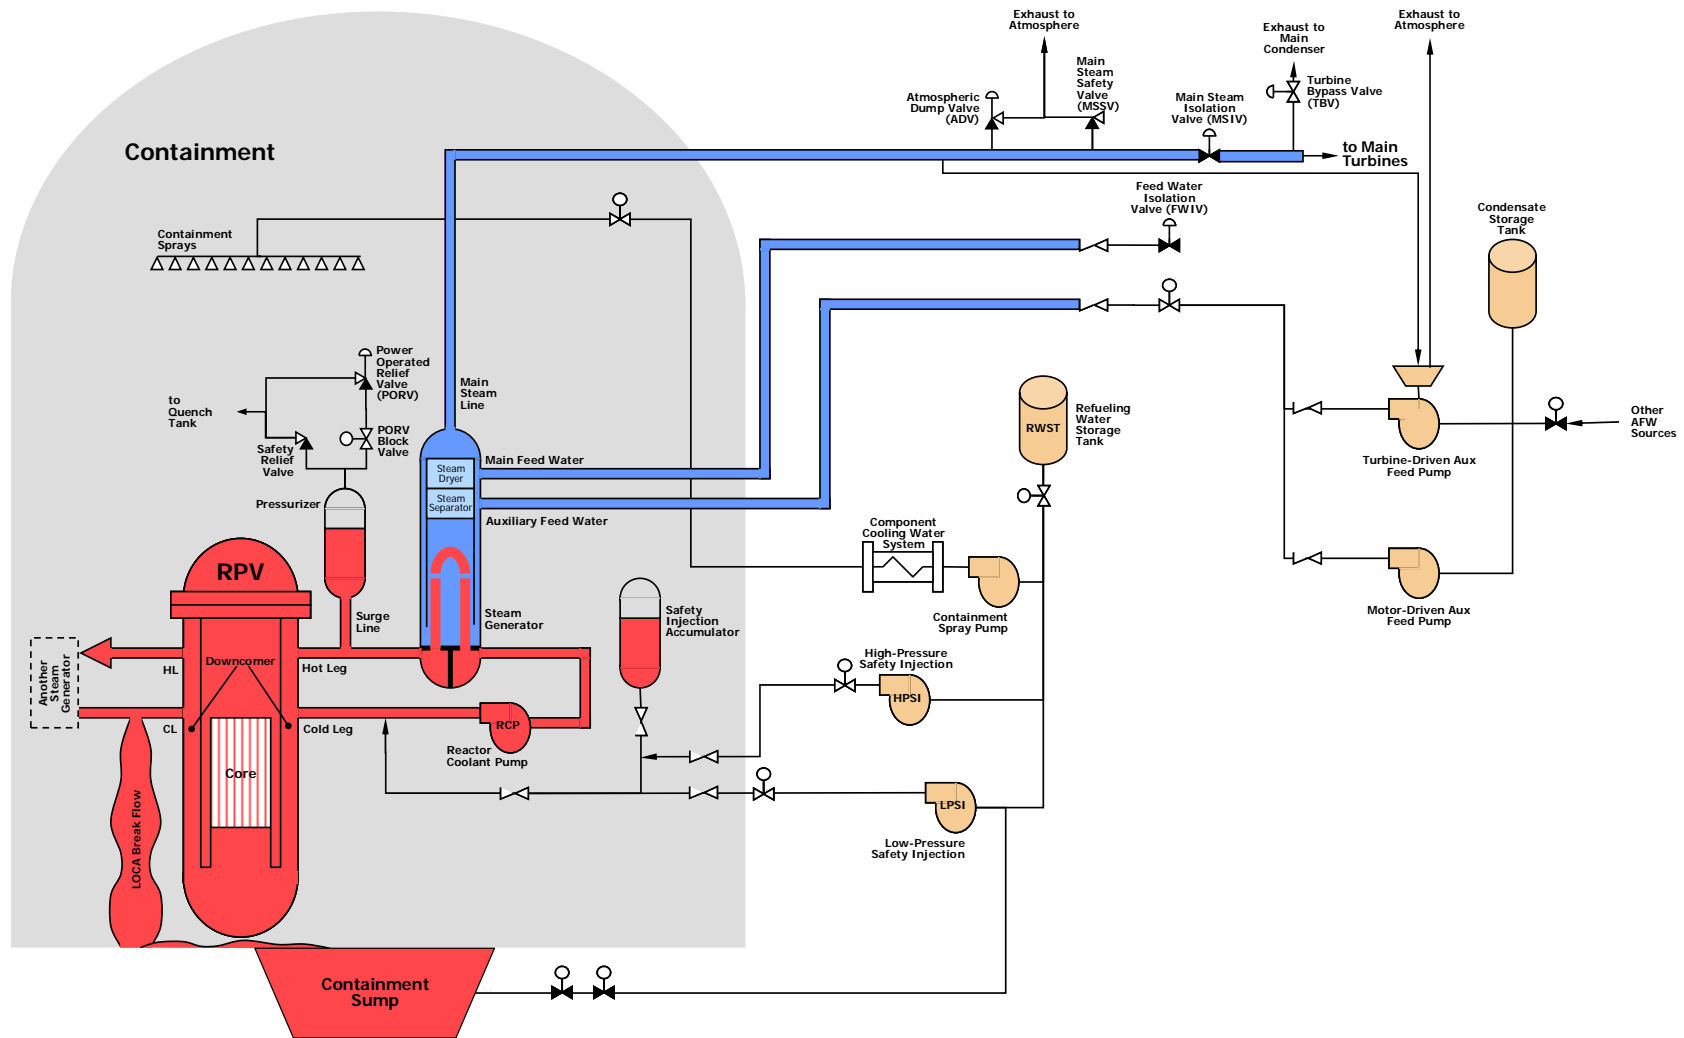 Exhaust to
Atmosphere
Exhaust to
Main
Condenser
Exhaust to
Atmosphere
Main
Steam
Safety
Valve
(MSSV)
Atmospheric
Dump Valve
(ADV)
Main Steam
Isolation
Valve (MSIV)
Turbine
Bypass Valve
(TBV)
to Main
Turbines
Containment
Feed Water
Isolation
Valve (FWIV)
Condensate
Storage
Tank
Containment
Sprays
Power
Operated
Relief
Valve
(PORV)
to
Quench
Tank
Main
Steam
Line
PORV
Block
Valve
Safety
Relief
Valve
RWST
Refueling
Water
Storage
Tank
Other
AFW
Sources
Turbine-Driven Aux
Feed Pump
Main Feed Water
Steam
Dryer
Steam
Separator
Auxiliary Feed Water
Pressurizer
Component
Cooling Water
System
RPV
Surge
Line
Steam
Generator
Safety
Injection
Accumulator
Containment
Spray Pump
Motor-Driven Aux
Feed Pump
Another
Steam
Generator
HL
Downcomer
Hot Leg
High-Pressure
Safety Injection
HPSI
CL
Cold Leg
RCP
Reactor
Coolant Pump
Core
LOCA Break Flow
LPSI
Low-Pressure
Safety Injection
Containment
Sump